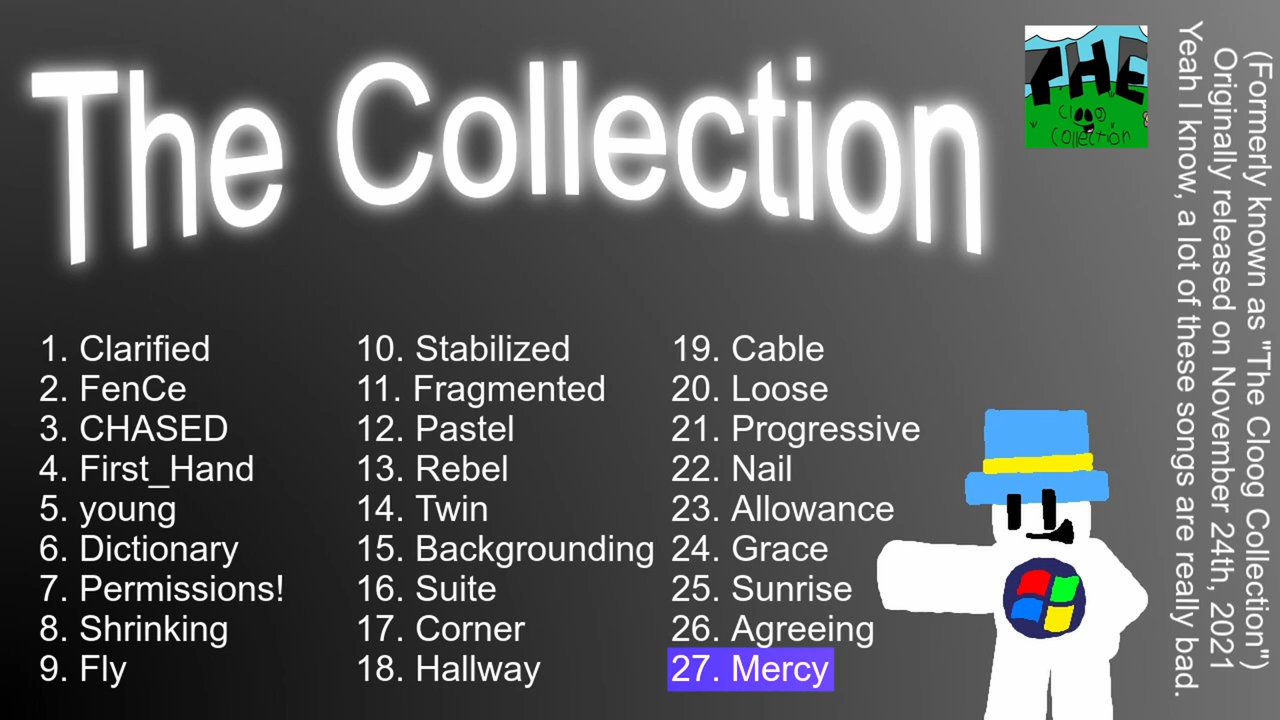 The Collection
THE
Cloog
Collection
(Formerly known as "The Cloog Collection")
Originally released on November 24th, 2021
Yeah I know, a lot of these songs are really bad.
1. Clarified
2. FenCe
3. CHASED
4. First_Hand
5. young
6. Dictionary
7. Permissions!
8. Shrinking
9. Fly
10. Stabilized
11. Fragmented
12. Pastel
13. Rebel
14. Twin
15. Backgrounding
16. Suite
17. Corner
18. Hallway
19. Cable
20. Loose
21. Progressive
22. Nail
23. Allowance
24. Grace
25. Sunrise
26. Agreeing
27. Mercy